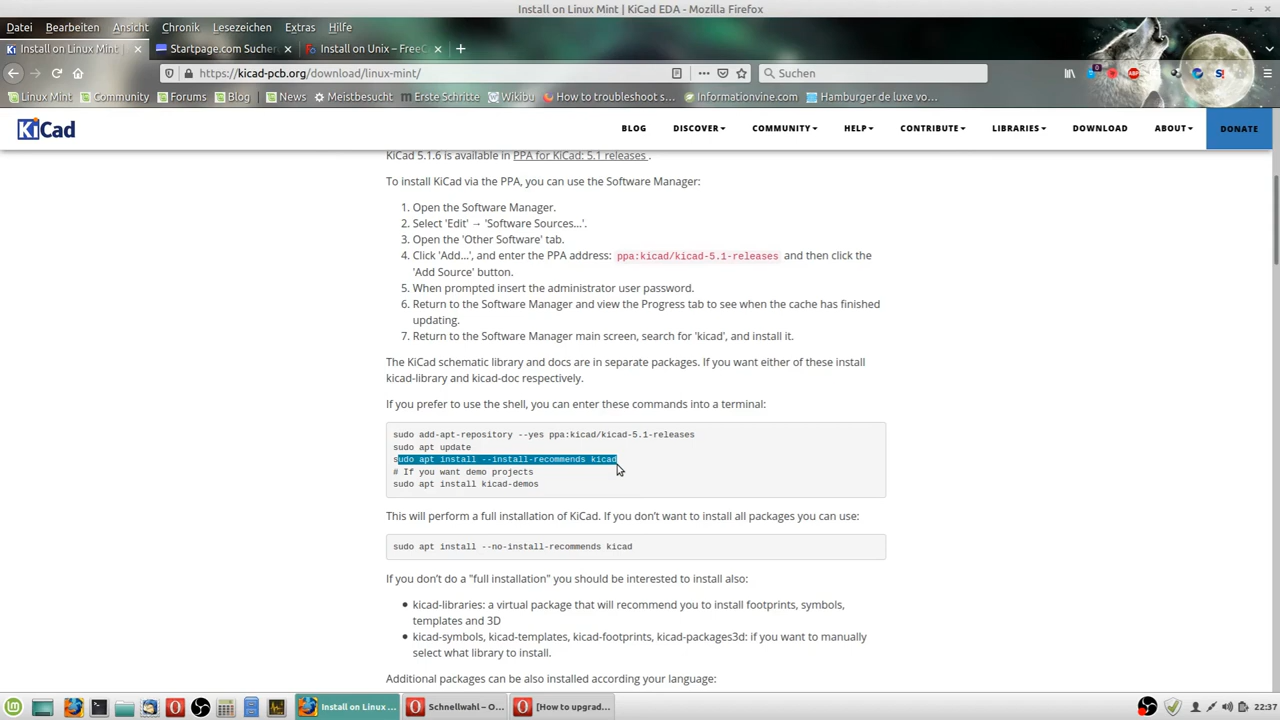 Install on Linux Mint | KiCad EDA - Mozilla Firefox
Datei Bearbeiten Ansicht Chronik Lesezeichen Extras Hilfe
Install on Linux Mint
Startpage.com Sucher
Install on Unix – FreeC
https://kicad-pcb.org/download/linux-mint/
Suchen
Linux Mint Community Forums Blog News Meistbesucht Erste Schritte Wikibu How to troubleshoot s... Informationvine.com Hamburger de luxe vo...
KiCad
BLOG DISCOVER COMMUNITY HELP CONTRIBUTE LIBRARIES DOWNLOAD ABOUT DONATE
KiCad 5.1.6 is available in PPA for KiCad: 5.1 releases .
To install KiCad via the PPA, you can use the Software Manager:
1. Open the Software Manager.
2. Select 'Edit' → 'Software Sources...'.
3. Open the 'Other Software' tab.
4. Click 'Add...', and enter the PPA address: ppa:kicad/kicad-5.1-releases and then click the
'Add Source' button.
5. When prompted insert the administrator user password.
6. Return to the Software Manager and view the Progress tab to see when the cache has finished
updating.
7. Return to the Software Manager main screen, search for 'kicad', and install it.
The KiCad schematic library and docs are in separate packages. If you want either of these install
kicad-library and kicad-doc respectively.
If you prefer to use the shell, you can enter these commands into a terminal:
sudo add-apt-repository --yes ppa:kicad/kicad-5.1-releases
sudo apt update
sudo apt install --install-recommends kicad
# If you want demo projects
sudo apt install kicad-demos
This will perform a full installation of KiCad. If you don't want to install all packages you can use:
sudo apt install --no-install-recommends kicad
If you don't do a "full installation" you should be interested to install also:
• kicad-libraries: a virtual package that will recommend you to install footprints, symbols,
templates and 3D
• kicad-symbols, kicad-templates, kicad-footprints, kicad-packages3d: if you want to manually
select what library to install.
Additional packages can be also installed according your language:
Install on Linux ...
Schnellwahl – O...
[How to upgrad...
22:37